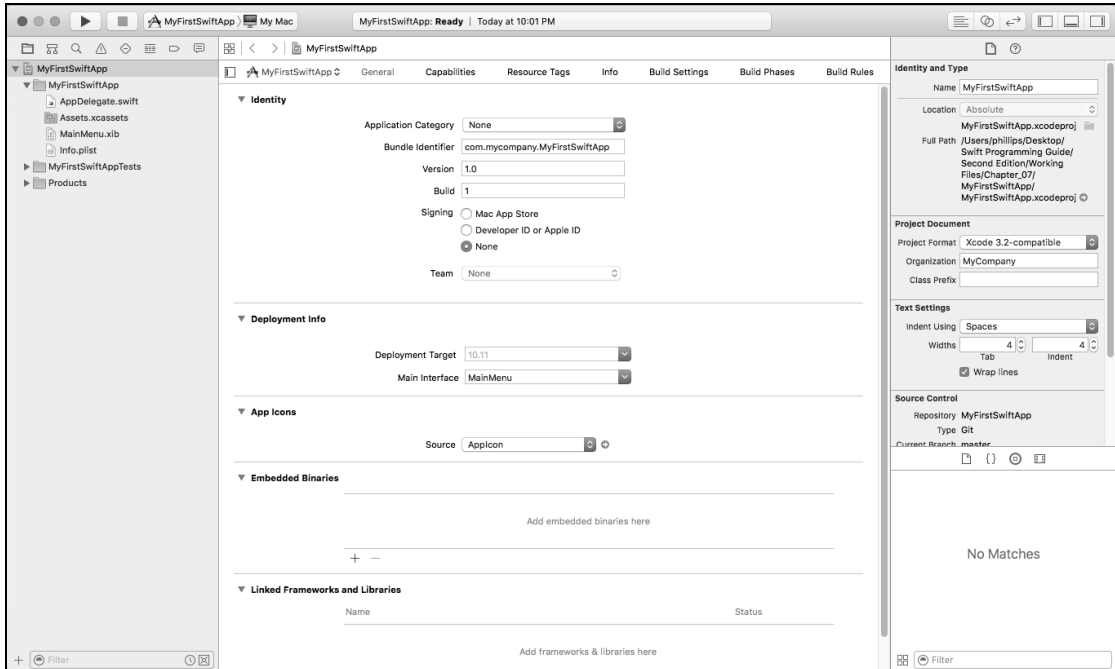 MyFirstSwiftApp
My Mac
MyFirstSwiftApp: Ready | Today at 10:01 PM
MyFirstSwiftApp
MyFirstSwiftApp
MyFirstSwiftApp
AppDelegate.swift
Assets.xcassets
MainMenu.xib
Info.plist
MyFirstSwiftAppTests
Products
Filter
MyFirstSwiftApp General Capabilities Resource Tags Info Build Settings Build Phases Build Rules
Identity
Application Category None
Bundle Identifier com.mycompany.MyFirstSwiftApp
Version 1.0
Build 1
Signing Mac App Store
Developer ID or Apple ID
None
Team None
Deployment Info
Deployment Target 10.11
Main Interface MainMenu
App Icons
Source AppIcon
Embedded Binaries
Add embedded binaries here
Linked Frameworks and Libraries
Name Status
Add frameworks & libraries here
Identity and Type
Name MyFirstSwiftApp
Location Absolute
MyFirstSwiftApp.xcodeproj
Full Path /Users/phillips/Desktop/
Swift Programming Guide/
Second Edition/Working
Files/Chapter_07/
MyFirstSwiftApp/
MyFirstSwiftApp.xcodeproj
Project Document
Project Format Xcode 3.2-compatible
Organization MyCompany
Class Prefix
Text Settings
Indent Using Spaces
Widths 4 4
Tab Indent
Wrap lines
Source Control
Repository MyFirstSwiftApp
Type Git
Current Branch master
{}
No Matches
Filter